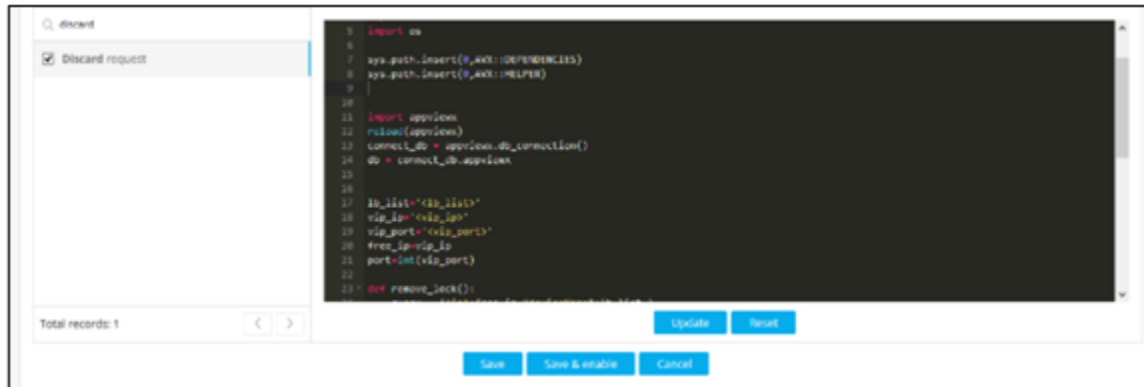 discard
Discard request
Total records: 1
5 import os
6
7 sys.path.insert(0,AVX::DEPENDENCIES)
8 sys.path.insert(0,AVX::HELPER)
9
10
11 import appviewx
12 reload(appviewx)
13 connect_db = appviewx.db_connection()
14 db = connect_db.appviewx
15
16
17 lb_list='<lb_list>'
18 vip_ip='<vip_ip>'
19 vip_port='<vip_port>'
20 free_ip=vip_ip
21 port=int(vip_port)
22
23 def remove_lock():
Update Reset
Save Save & enable Cancel